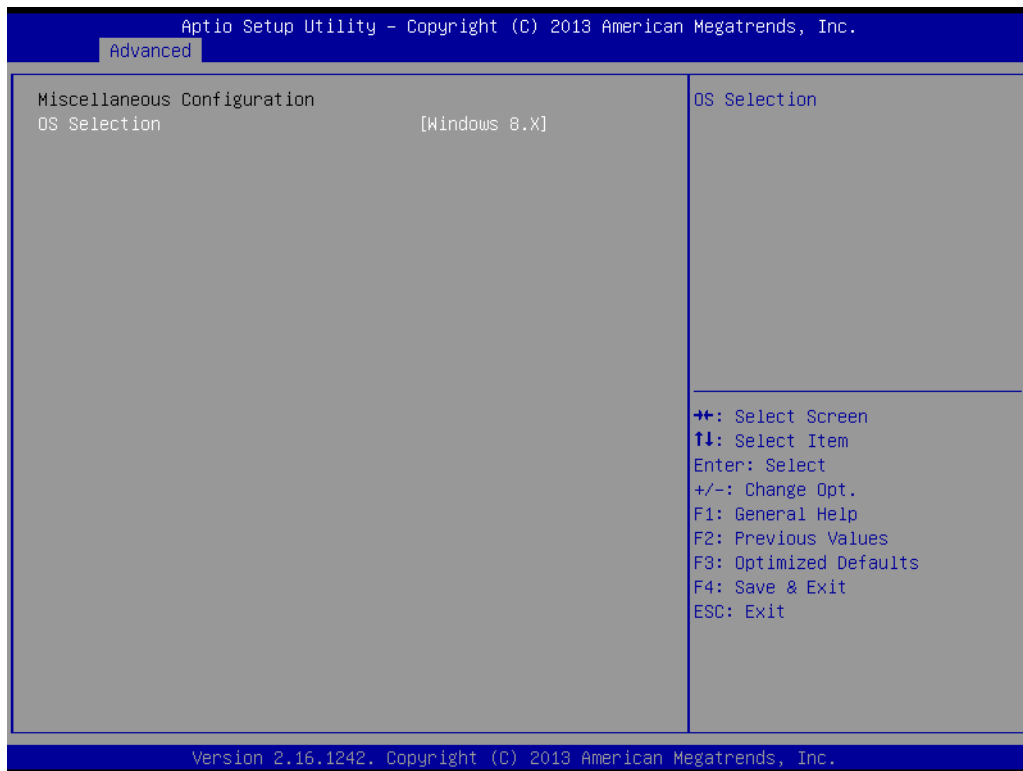 Aptio Setup Utility – Copyright (C) 2013 American Megatrends, Inc.
Advanced
Miscellaneous Configuration
OS Selection [Windows 8.X]
OS Selection
→←: Select Screen
↑↓: Select Item
Enter: Select
+/-: Change Opt.
F1: General Help
F2: Previous Values
F3: Optimized Defaults
F4: Save & Exit
ESC: Exit
Version 2.16.1242. Copyright (C) 2013 American Megatrends, Inc.